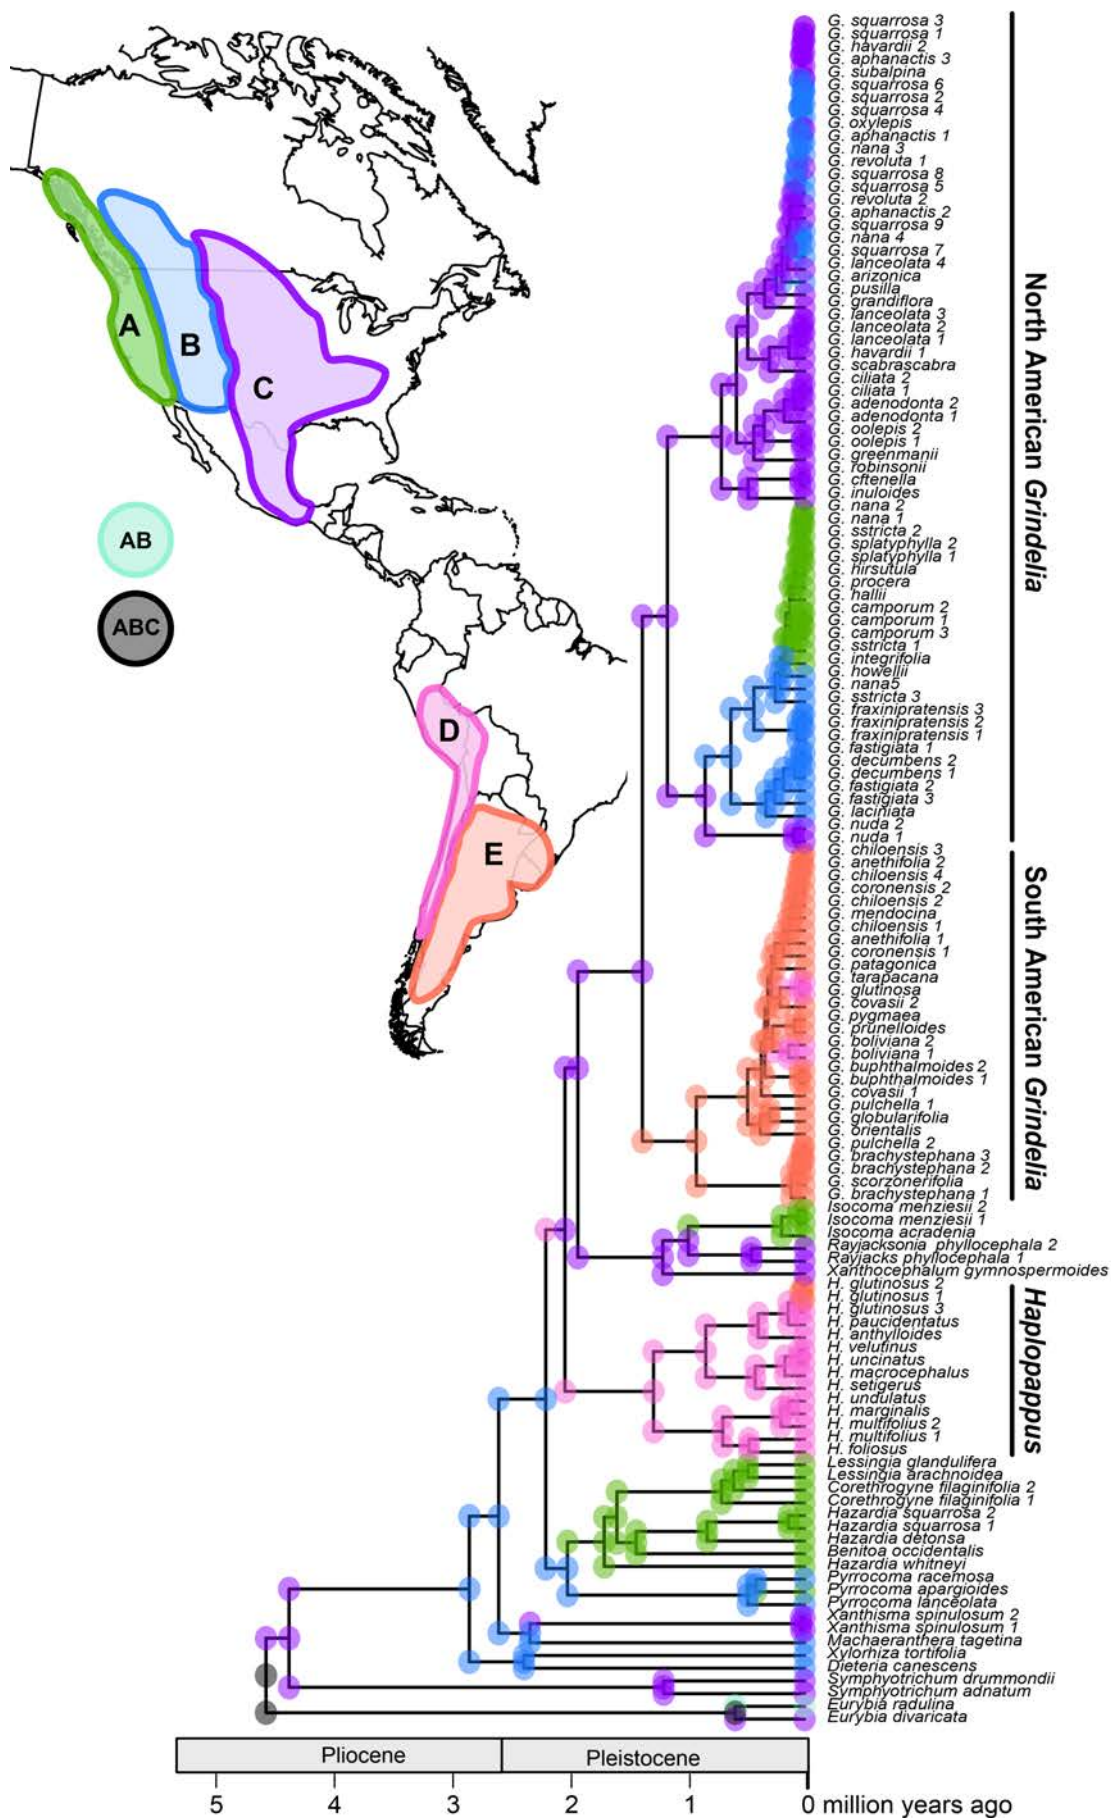 A
B
C
AB
ABC
D
E
G. squarrosa 3
G. squarrosa 1
G. havardii 2
G. aphanactis 3
G. subalpina
G. squarrosa 6
G. squarrosa 2
G. squarrosa 4
G. oxylepis
G. aphanactis 1
G. nana 3
G. revoluta 1
G. squarrosa 8
G. squarrosa 5
G. revoluta 2
G. aphanactis 2
G. squarrosa 9
G. nana 4
G. squarrosa 7
G. lanceolata 4
G. arizonica
G. pusilla
G. grandiflora
G. lanceolata 3
G. lanceolata 2
G. lanceolata 1
G. havardii 1
G. scabrascabra
G. ciliata 2
G. ciliata 1
G. adenodonta 2
G. adenodonta 1
G. oolepis 2
G. oolepis 1
G. greenmanii
G. robinsonii
G. cftenella
G. inuloides
G. nana 2
G. nana 1
G. sstricta 2
G. splatyphylla 2
G. splatyphylla 1
G. hirsutula
G. procera
G. hallii
G. camporum 2
G. camporum 1
G. camporum 3
G. sstricta 1
G. integrifolia
G. howellii
G. nana5
G. sstricta 3
G. fraxinipratensis 3
G. fraxinipratensis 2
G. fraxinipratensis 1
G. fastigiata 1
G. decumbens 2
G. decumbens 1
G. fastigiata 2
G. fastigiata 3
G. laciniata
G. nuda 2
G. nuda 1
North American Grindelia
G. chiloensis 3
G. anethifolia 2
G. chiloensis 4
G. coronensis 2
G. chiloensis 2
G. mendocina
G. chiloensis 1
G. anethifolia 1
G. coronensis 1
G. patagonica
G. tarapacana
G. glutinosa
G. covasii 2
G. pygmaea
G. prunelloides
G. boliviana 2
G. boliviana 1
G. buphthalmoides 2
G. buphthalmoides 1
G. covasii 1
G. pulchella 1
G. globularifolia
G. orientalis
G. pulchella 2
G. brachystephana 3
G. brachystephana 2
G. scorzonerifolia
G. brachystephana 1
South American Grindelia
Isocoma menziesii 2
Isocoma menziesii 1
Isocoma acradenia
Rayjacksonia phyllocephala 2
Rayjacks phyllocephala 1
Xanthocephalum gymnospermoides
H. glutinosus 2
H. glutinosus 1
H. glutinosus 3
H. paucidentatus
H. anthylloides
H. velutinus
H. uncinatus
H. macrocephalus
H. setigerus
H. undulatus
H. marginalis
H. multifolius 2
H. multifolius 1
H. foliosus
Haplopappus
Lessingia glandulifera
Lessingia arachnoidea
Corethrogyne filaginifolia 2
Corethrogyne filaginifolia 1
Hazardia squarrosa 2
Hazardia squarrosa 1
Hazardia detonsa
Benitoa occidentalis
Hazardia whitneyi
Pyrrocoma racemosa
Pyrrocoma apargioides
Pyrrocoma lanceolata
Xanthisma spinulosum 2
Xanthisma spinulosum 1
Machaeranthera tagetina
Xylorhiza tortifolia
Dieteria canescens
Symphyotrichum drummondii
Symphyotrichum adnatum
Eurybia radulina
Eurybia divaricata
Pliocene
Pleistocene
5 4 3 2 1 0 million years ago